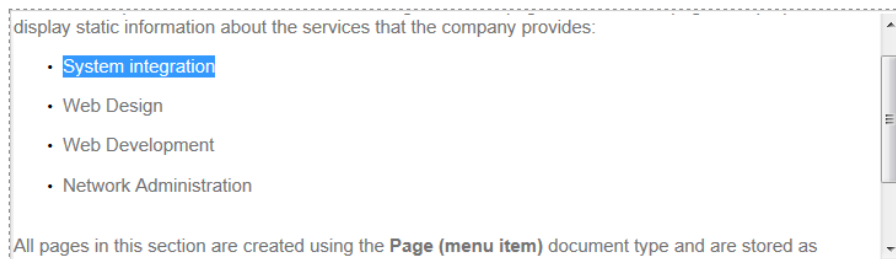 display static information about the services that the company provides:
• System integration
• Web Design
• Web Development
• Network Administration
All pages in this section are created using the Page (menu item) document type and are stored as